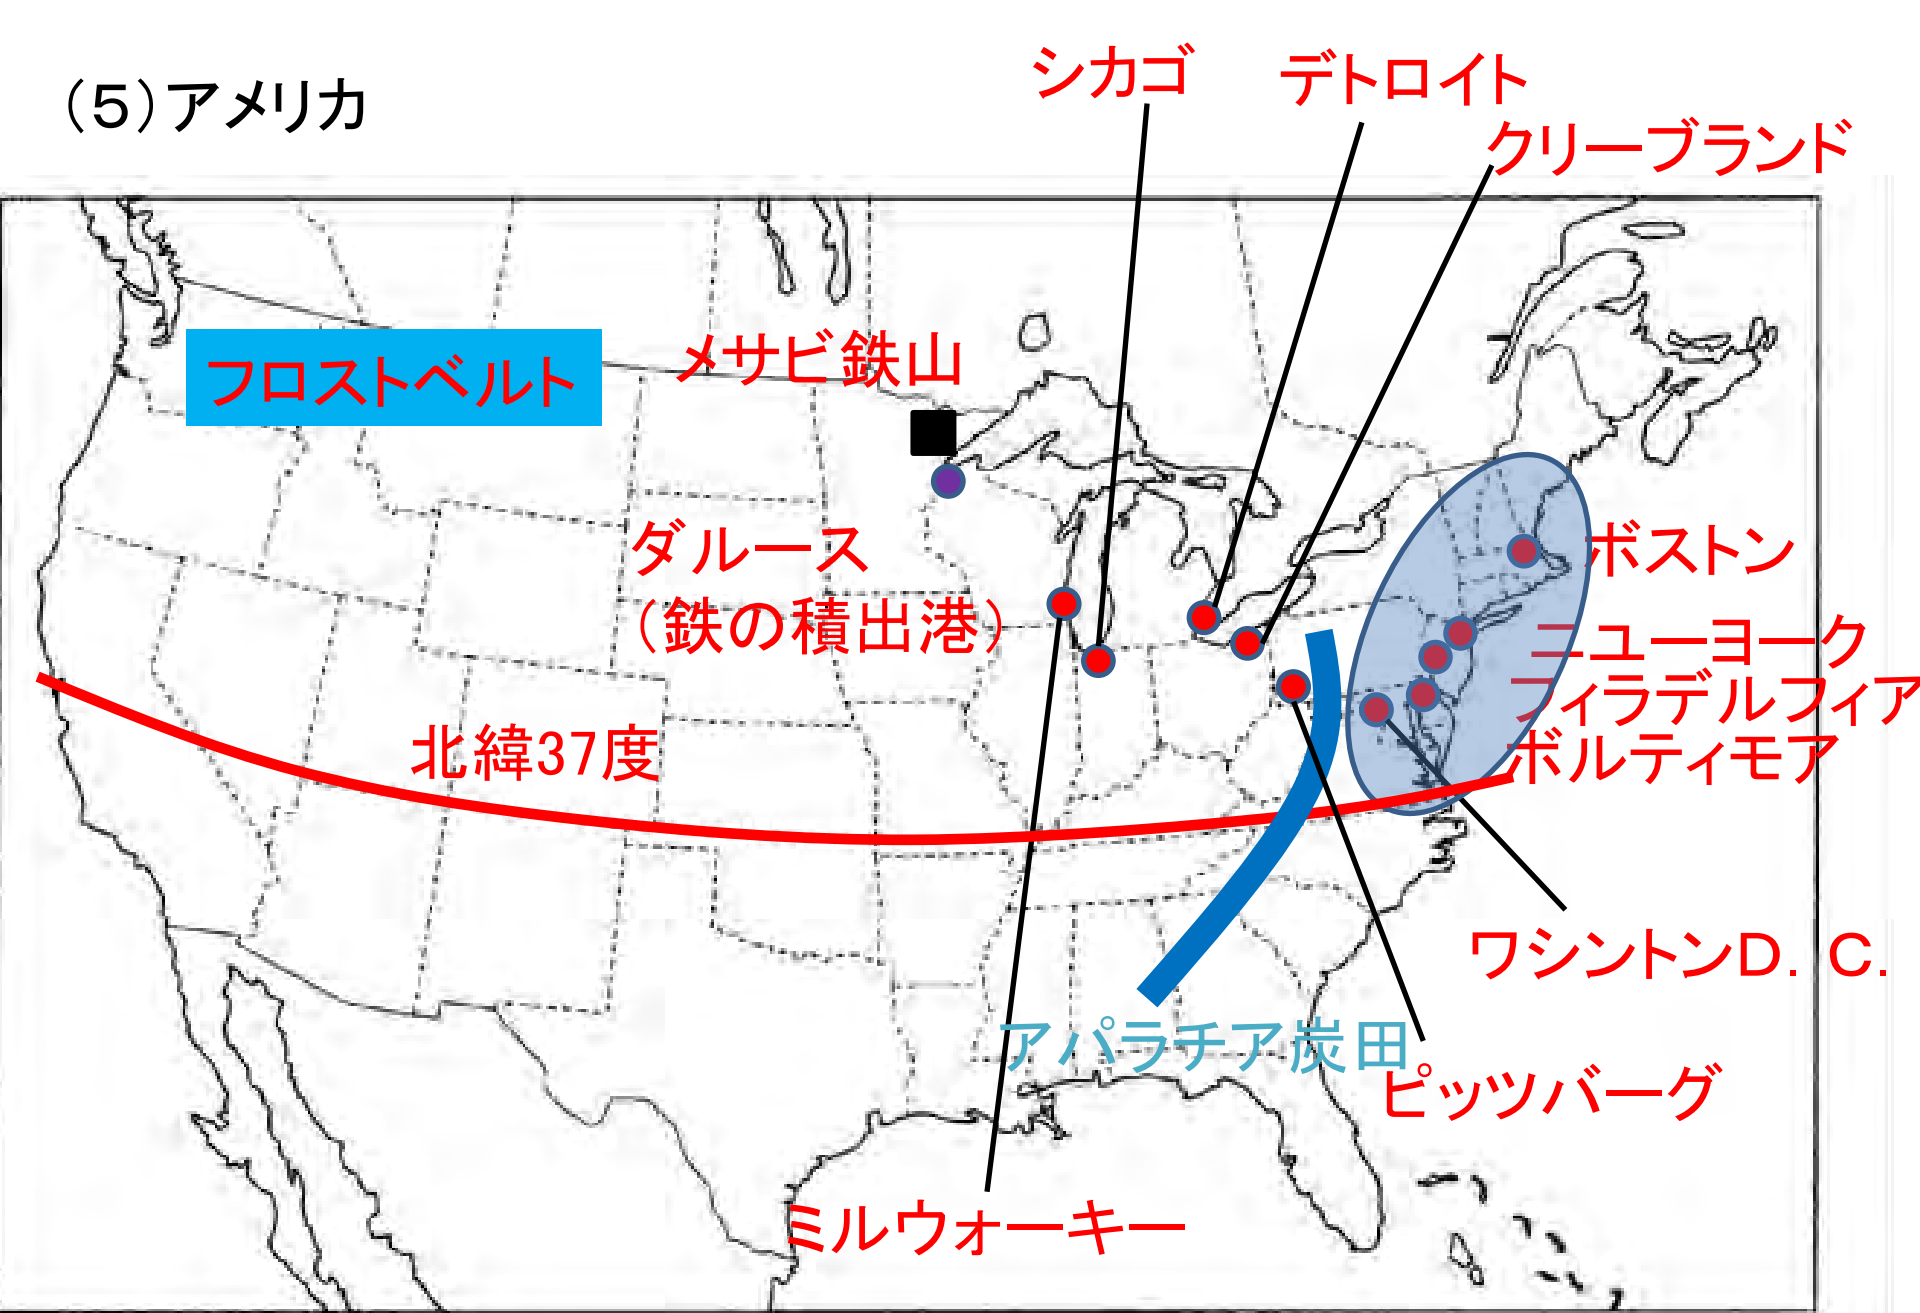 （５）アメリカ
シカゴ
デトロイト
クリーブランド
フロストベルト
メサビ鉄山
ダルース
（鉄の積出港）
ボストン
ニューヨーク
フィラデルフィア
ボルティモア
北緯37度
ワシントンＤ．Ｃ．
アパラチア炭田
ピッツバーグ
ミルウォーキー